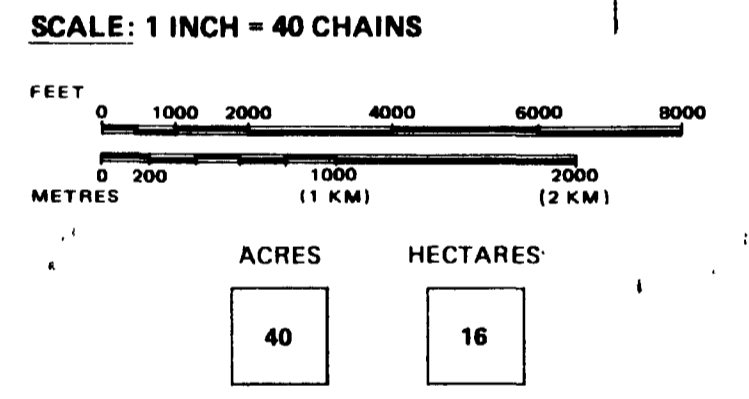 SCALE: 1 INCH = 40 CHAINS
FEET
0 1000 2000 4000 6000 8000
0 200 1000 2000
METRES (1 KM) (2 KM)
ACRES HECTARES
40 16